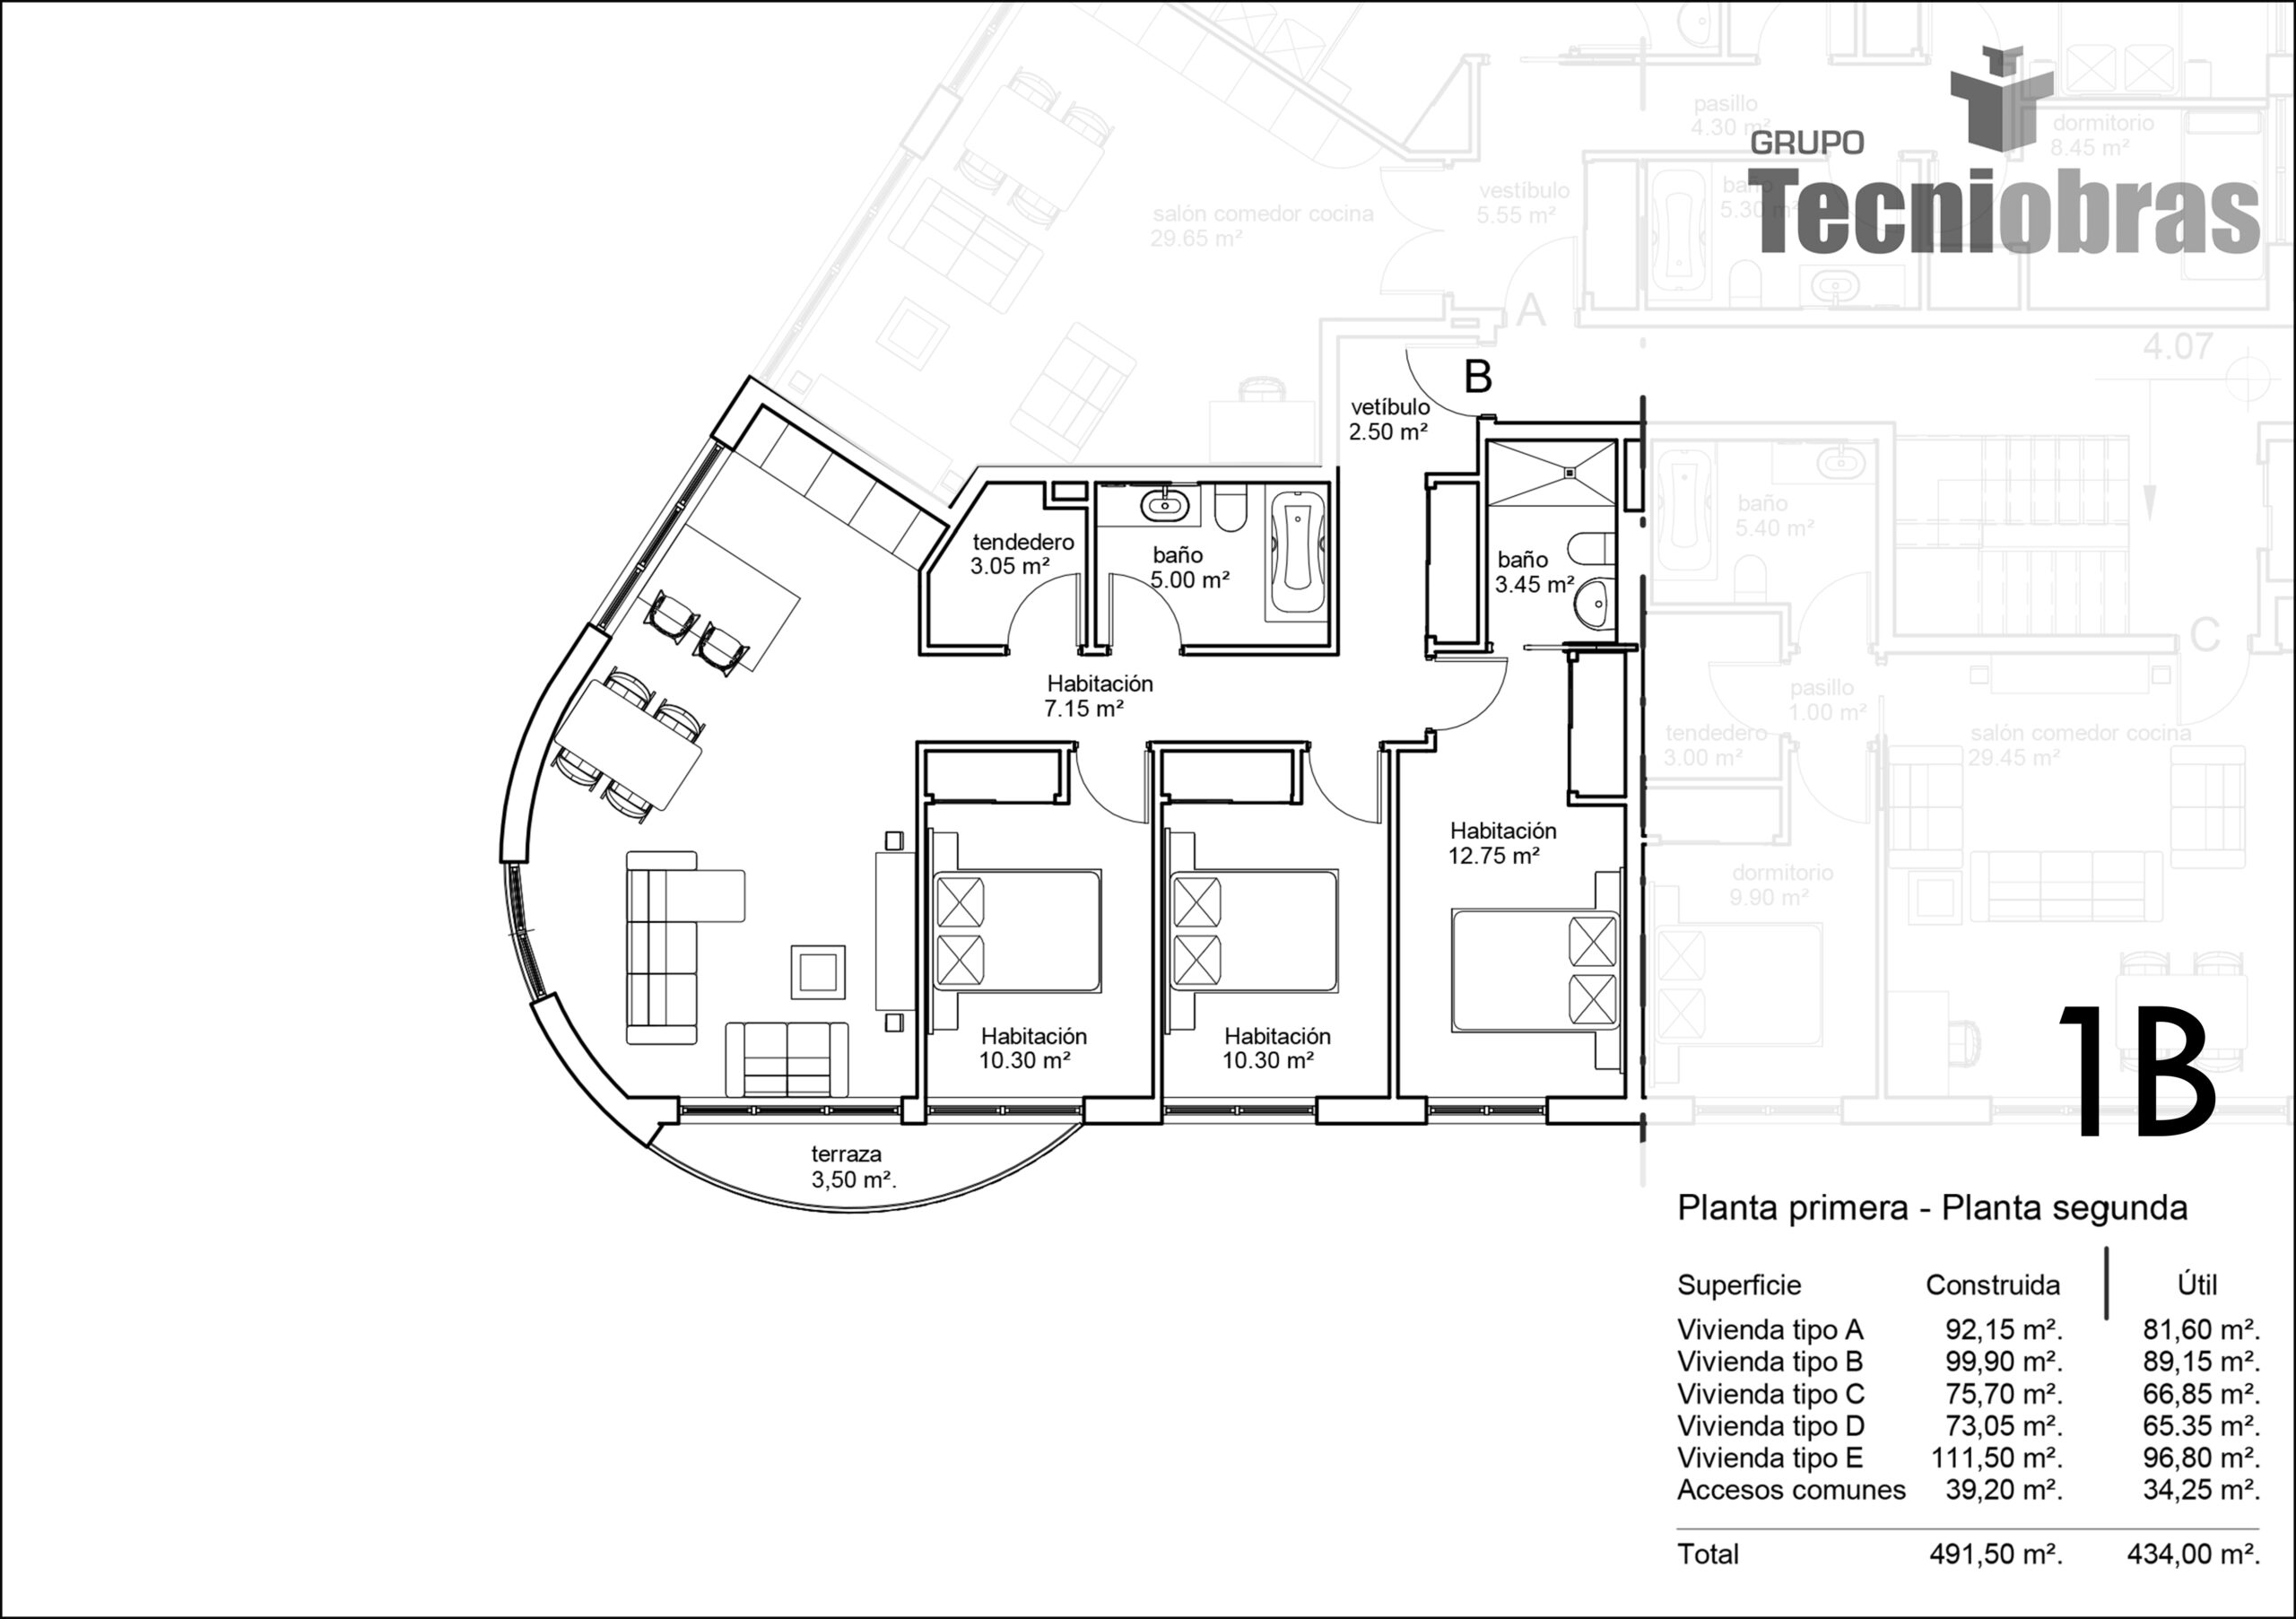 pasillo
4.30 m²
dormitorio
8.45 m²
GRUPO
Tecniobras
vestíbulo
5.55 m²
baño
5.30 m²
salón comedor cocina
29.65 m²
A
4.07
B
vetíbulo
2.50 m²
baño
5.40 m²
tendedero
3.05 m²
baño
5.00 m²
baño
3.45 m²
C
Habitación
7.15 m²
pasillo
1.00 m²
tendedero
3.00 m²
salón comedor cocina
29.45 m²
Habitación
12.75 m²
dormitorio
9.90 m²
Habitación
10.30 m²
Habitación
10.30 m²
1B
terraza
3,50 m².
Planta primera - Planta segunda
Superficie Construida Útil
Vivienda tipo A 92,15 m². 81,60 m².
Vivienda tipo B 99,90 m². 89,15 m².
Vivienda tipo C 75,70 m². 66,85 m².
Vivienda tipo D 73,05 m². 65.35 m².
Vivienda tipo E 111,50 m². 96,80 m².
Accesos comunes 39,20 m². 34,25 m².
Total 491,50 m². 434,00 m².